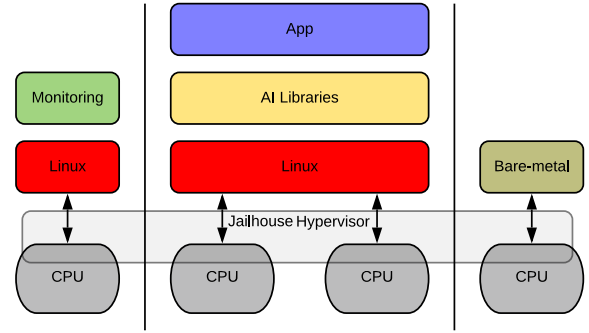 App
Monitoring
AI Libraries
Linux
Linux
Bare-metal
Jailhouse Hypervisor
CPU
CPU
CPU
CPU